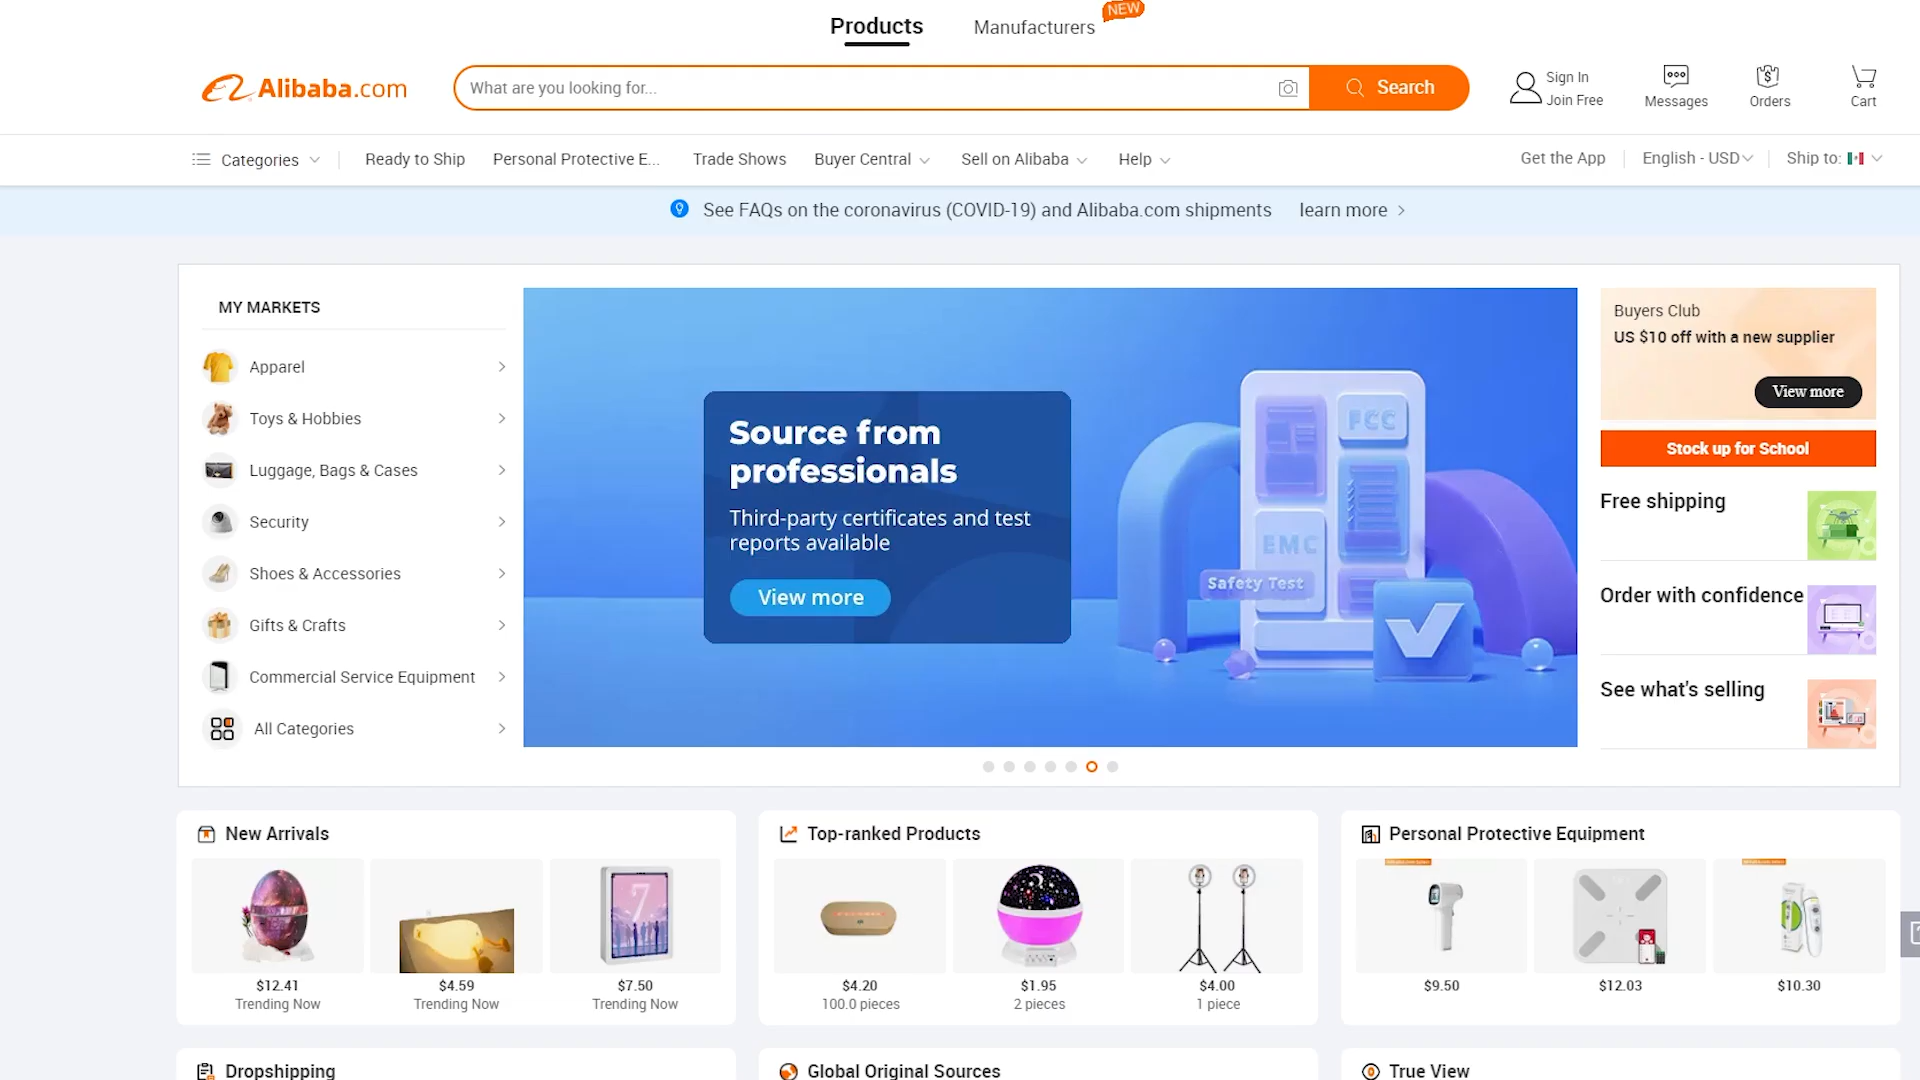 Products
Manufacturers
NEW
Alibaba.com
What are you looking for...
Search
Sign In
Join Free
Messages
Orders
Cart
Categories
Ready to Ship
Personal Protective E...
Trade Shows
Buyer Central
Sell on Alibaba
Help
Get the App
English - USD
Ship to:
See FAQs on the coronavirus (COVID-19) and Alibaba.com shipments
learn more
MY MARKETS
Apparel
Toys & Hobbies
Luggage, Bags & Cases
Security
Shoes & Accessories
Gifts & Crafts
Commercial Service Equipment
All Categories
Source from
professionals
Third-party certificates and test
reports available
View more
FCC
EMC
Safety Test
Buyers Club
US $10 off with a new supplier
View more
Stock up for School
Free shipping
Order with confidence
See what's selling
New Arrivals
7
$12.41
Trending Now
$4.59
Trending Now
$7.50
Trending Now
Top-ranked Products
$4.20
100.0 pieces
$1.95
2 pieces
$4.00
1 piece
Personal Protective Equipment
$9.50
$12.03
$10.30
Dropshipping
Global Original Sources
True View